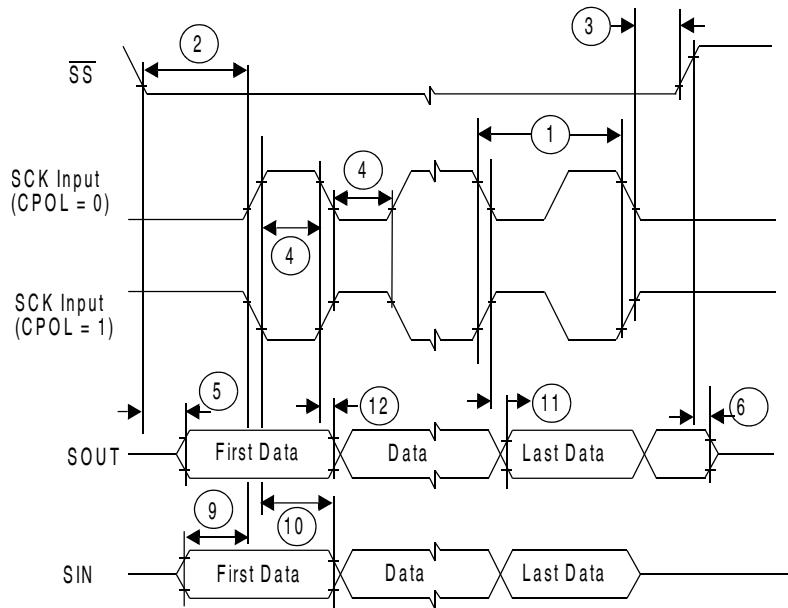 2
3
SS
1
SCK Input
(CPOL = 0)
4
4
SCK Input
(CPOL = 1)
5
12
11
6
SOUT
First Data
Data
Last Data
9
10
SIN
First Data
Data
Last Data